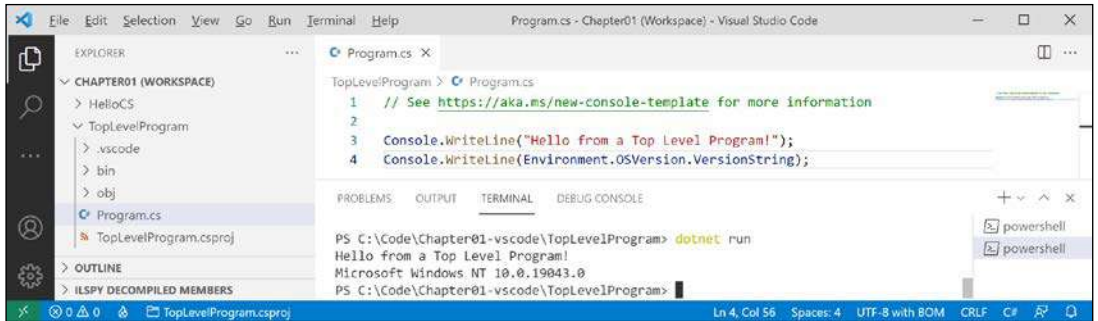 File Edit Selection View Go Run Terminal Help Program.cs - Chapter01 (Workspace) - Visual Studio Code
EXPLORER ...
CHAPTER01 (WORKSPACE)
> HelloCS
TopLevelProgram
> .vscode
> bin
> obj
Program.cs
TopLevelProgram.csproj
> OUTLINE
> ILSPY DECOMPILED MEMBERS
Program.cs ×
TopLevelProgram > Program.cs
1 // See https://aka.ms/new-console-template for more information
2
3 Console.WriteLine("Hello from a Top Level Program!");
4 Console.WriteLine(Environment.OSVersion.VersionString);
PROBLEMS OUTPUT TERMINAL DEBUG CONSOLE
PS C:\Code\Chapter01-vscode\TopLevelProgram> dotnet run
Hello from a Top Level Program!
Microsoft Windows NT 10.0.19043.0
PS C:\Code\Chapter01-vscode\TopLevelProgram>
powershell
powershell
0 0 TopLevelProgram.csproj Ln 4, Col 56 Spaces: 4 UTF-8 with BOM CRLF C#